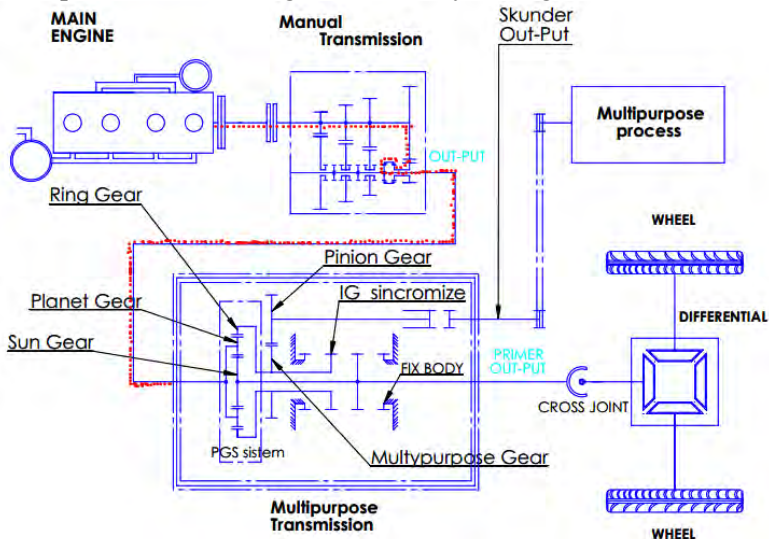 MAIN
ENGINE
Manual
Transmission
Skunder
Out-Put
Multipurpose
process
OUT-PUT
Ring Gear
Pinion Gear
WHEEL
Planet Gear
IG sincromize
Sun Gear
DIFFERENTIAL
PRIMER
OUT-PUT
FIX BODY
CROSS JOINT
PGS sistem
Multypurpose Gear
Multipurpose
Transmission
WHEEL